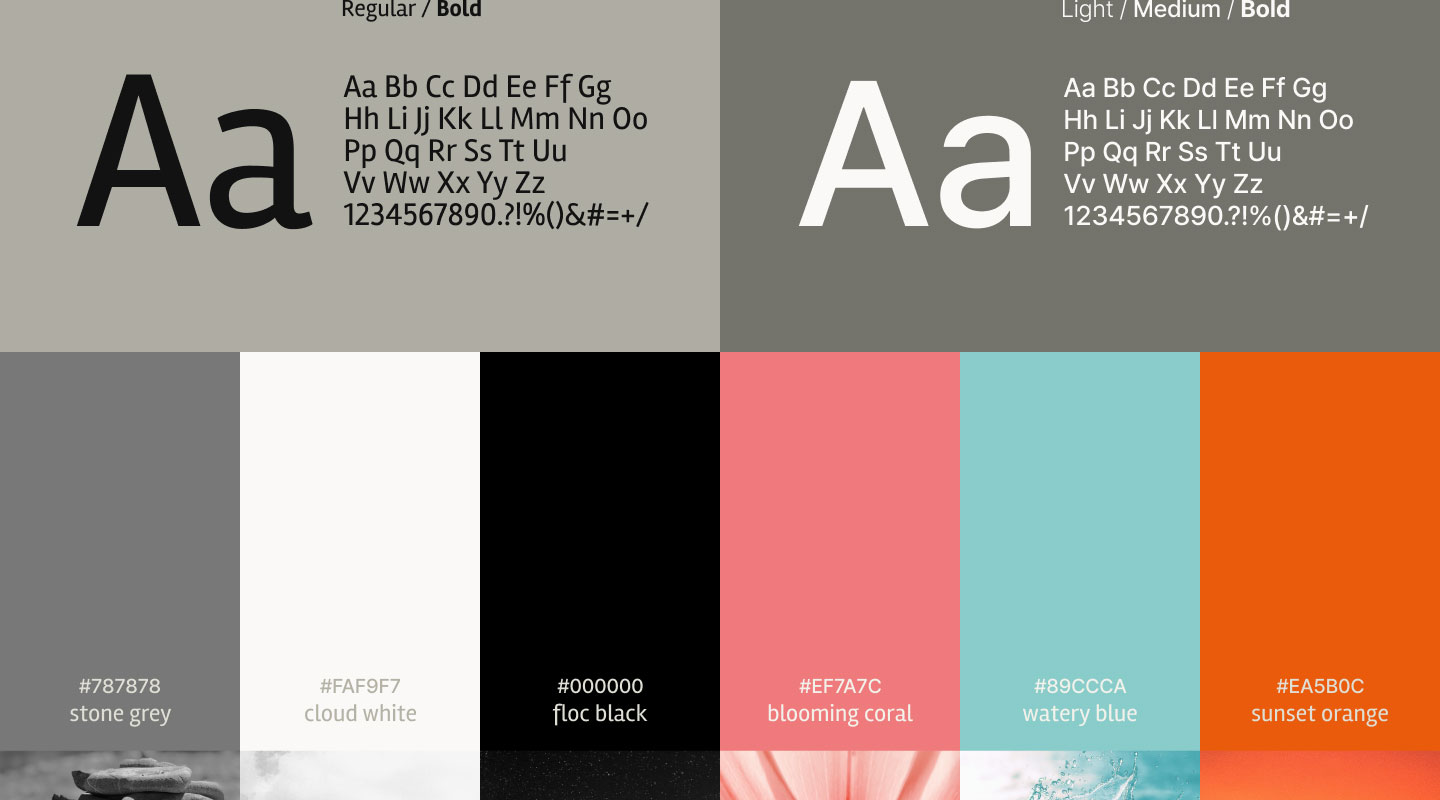 Regular / Bold
Aa
Aa Bb Cc Dd Ee Ff Gg
Hh Li Jj Kk Ll Mm Nn Oo
Pp Qq Rr Ss Tt Uu
Vv Ww Xx Yy Zz
1234567890.?!%()&#=+/
Light / Medium / Bold
Aa
Aa Bb Cc Dd Ee Ff Gg
Hh Li Jj Kk Ll Mm Nn Oo
Pp Qq Rr Ss Tt Uu
Vv Ww Xx Yy Zz
1234567890.?!%()&#=+/
#787878
stone grey
#FAF9F7
cloud white
#000000
floc black
#EF7A7C
blooming coral
#89CCCA
watery blue
#EA5B0C
sunset orange